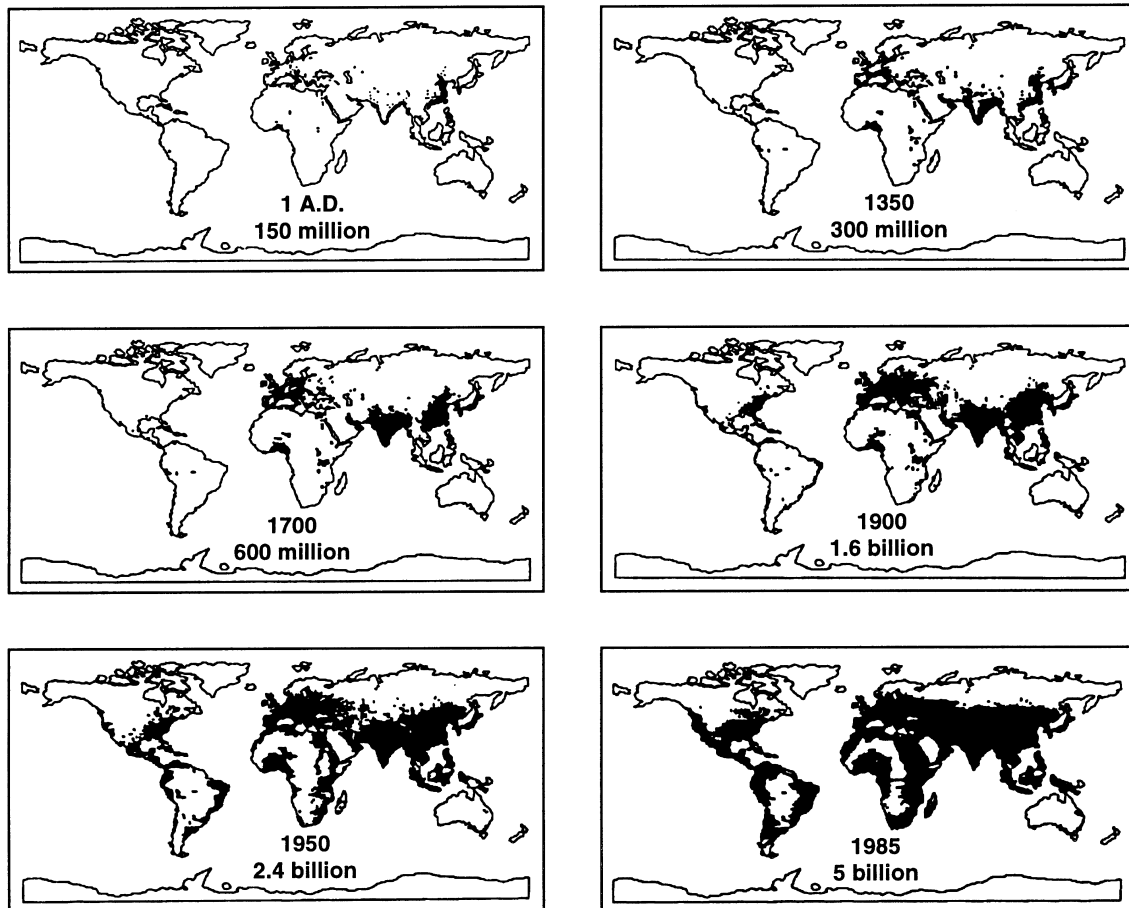 1 A.D.
150 million
1350
300 million
1700
600 million
1900
1.6 billion
1950
2.4 billion
1985
5 billion